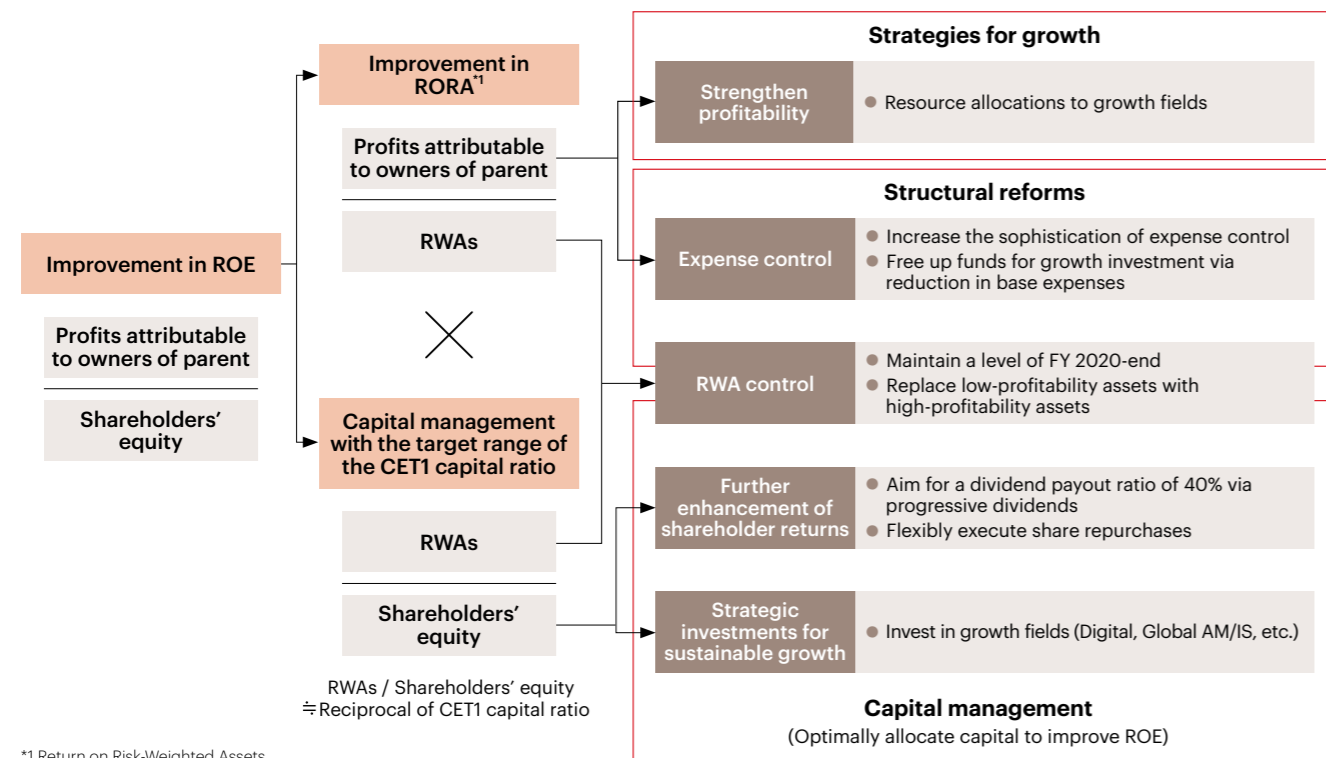 Improvement in ROE
Profits attributable
to owners of parent
Shareholders’
equity
Improvement in
RORA*1
Profits attributable
to owners of parent
RWAs
Capital management
with the target range of
the CET1 capital ratio
RWAs
Shareholders’
equity
RWAs / Shareholders’ equity
≒Reciprocal of CET1 capital ratio
Strategies for growth
Strengthen
profitability
● Resource allocations to growth fields
Structural reforms
Expense control
● Increase the sophistication of expense control
● Free up funds for growth investment via
reduction in base expenses
RWA control
● Maintain a level of FY 2020-end
● Replace low-profitability assets with
high-profitability assets
Further
enhancement of
shareholder returns
● Aim for a dividend payout ratio of 40% via
progressive dividends
● Flexibly execute share repurchases
Strategic
investments for
sustainable growth
● Invest in growth fields (Digital, Global AM/IS, etc.)
Capital management
(Optimally allocate capital to improve ROE)
*1 Return on Risk-Weighted Assets